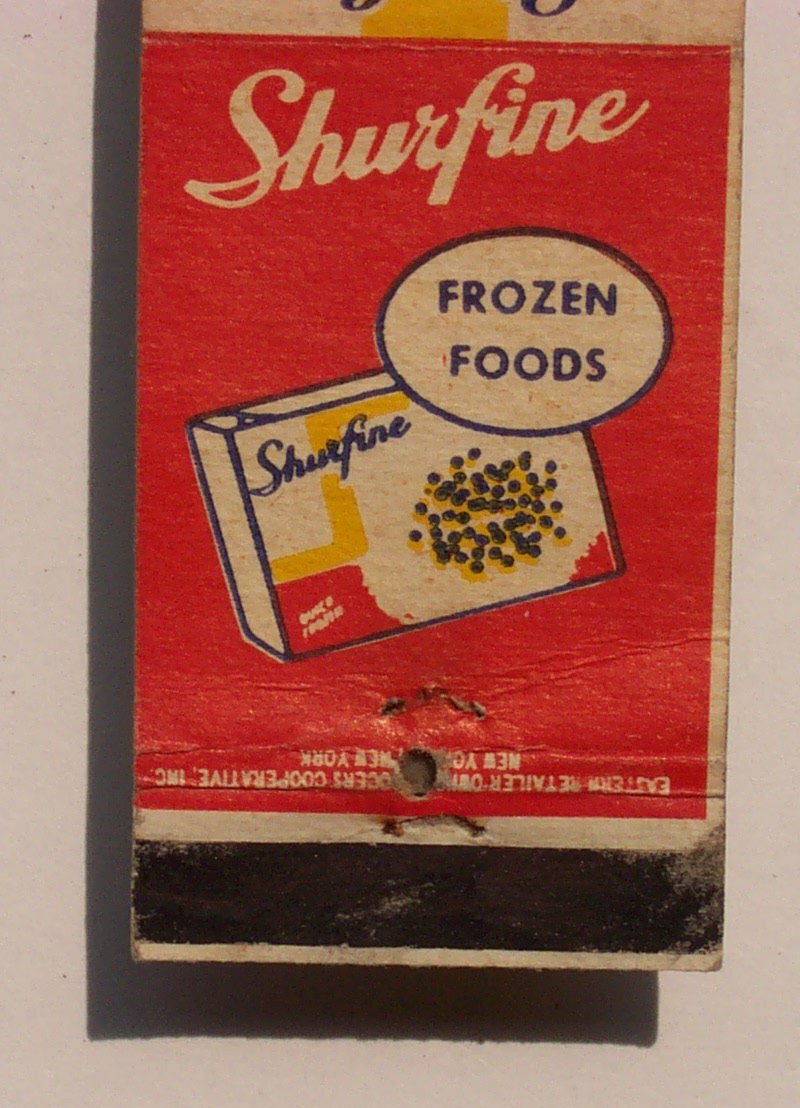 Shurfine
FROZEN
FOODS
Shurfine
EASTERN RETAILER-OWNED GROCERS COOPERATIVE, INC
NEW YORK NEW YORK